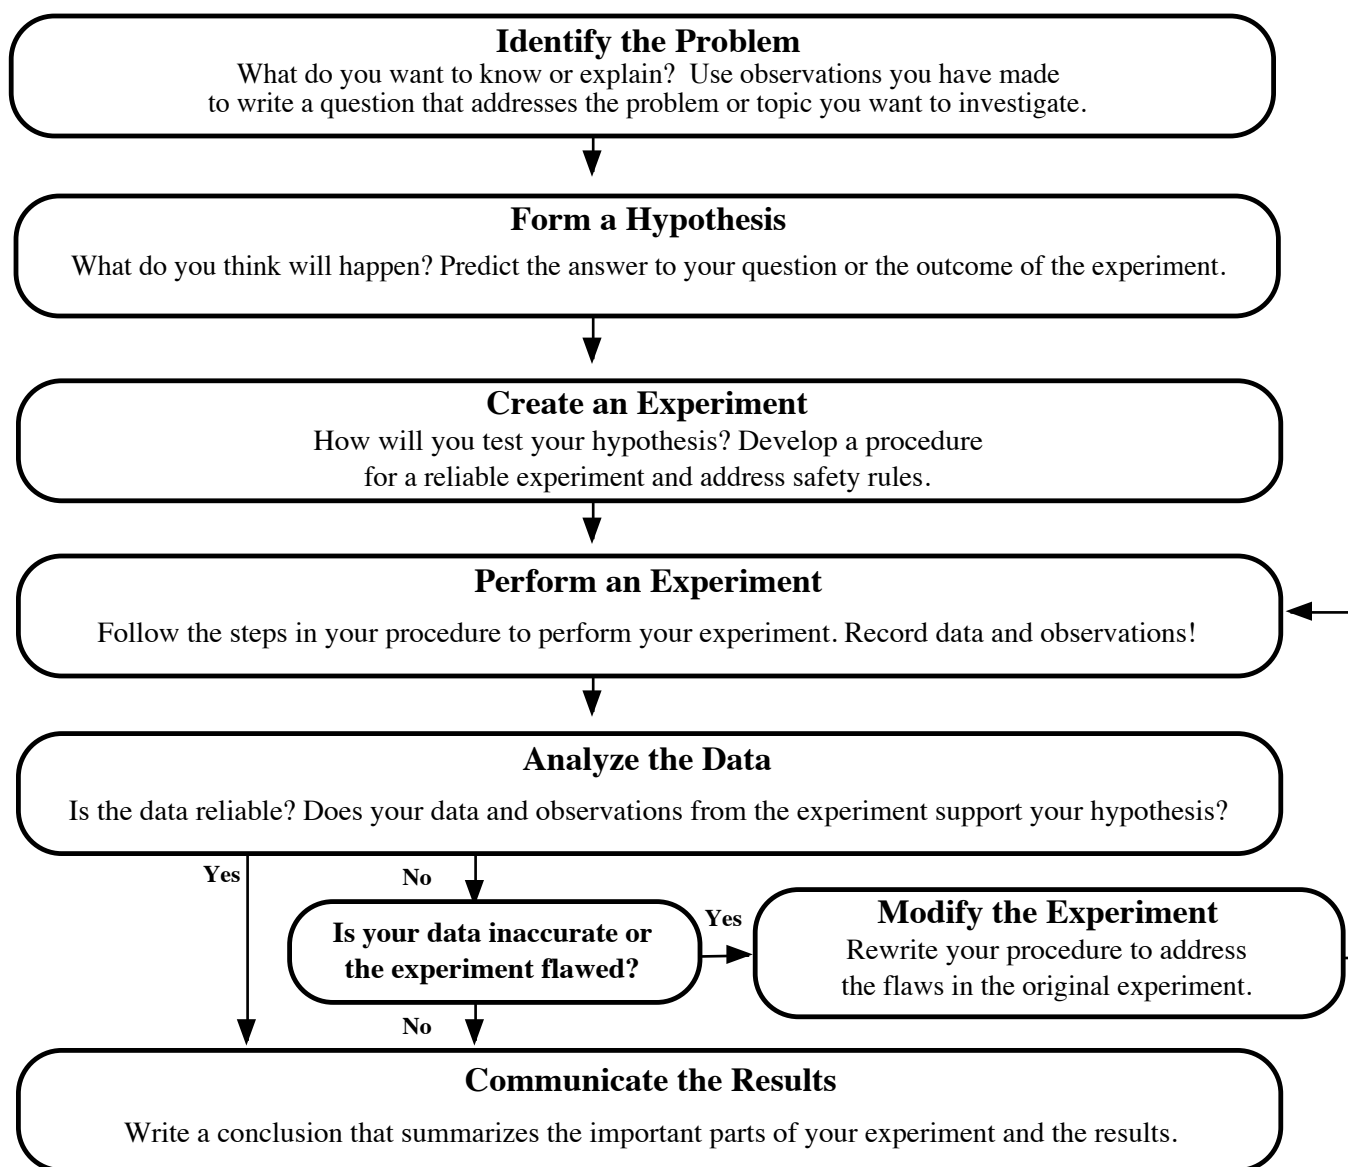 Identify the Problem
What do you want to know or explain?  Use observations you have made
to write a question that addresses the problem or topic you want to investigate.
Form a Hypothesis
What do you think will happen? Predict the answer to your question or the outcome of the experiment.
Create an Experiment
How will you test your hypothesis? Develop a procedure
for a reliable experiment and address safety rules.
Perform an Experiment
Follow the steps in your procedure to perform your experiment. Record data and observations!
Analyze the Data
Is the data reliable? Does your data and observations from the experiment support your hypothesis?
Yes
No
Is your data inaccurate or
the experiment flawed?
Yes
Modify the Experiment
Rewrite your procedure to address
the flaws in the original experiment.
No
Communicate the Results
Write a conclusion that summarizes the important parts of your experiment and the results.